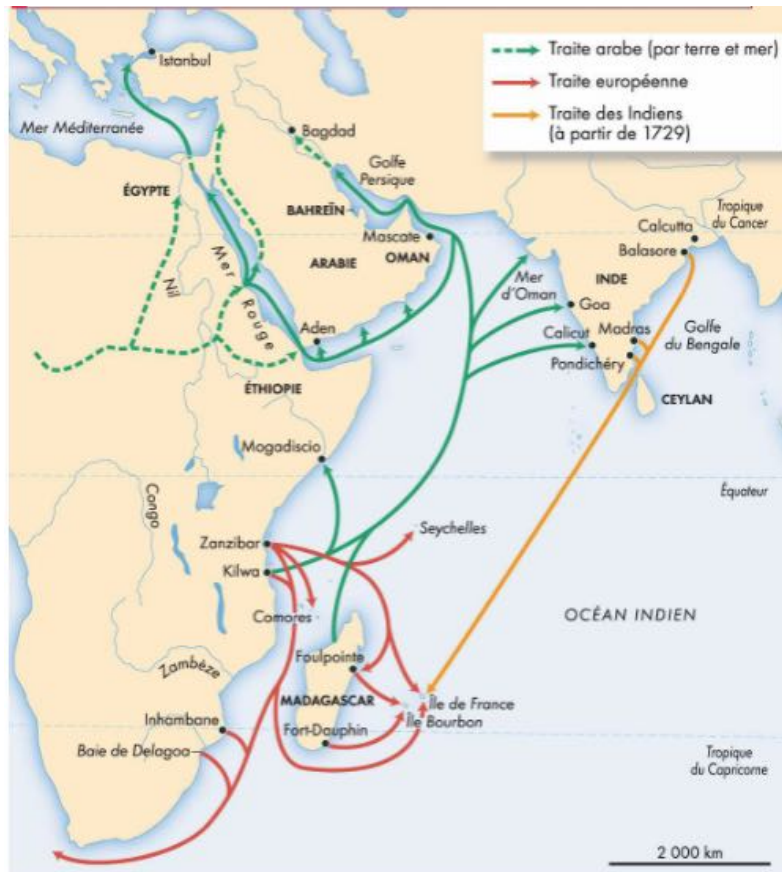 Traite arabe (par terre et mer)
Traite européenne
Traite des Indiens
(à partir de 1729)
Istanbul
Mer Méditerranée
Bagdad
Golfe
Persique
ÉGYPTE
BAHREÏN
Tropique
du Cancer
Calcutta
Mascate
Balasore
ARABIE
OMAN
INDE
Nil
Mer Rouge
Mer
d'Oman
Goa
Aden
Calicut
Madras
Golfe
du Bengale
Pondichéry
ÉTHIOPIE
CEYLAN
Mogadiscio
Congo
Équateur
Zanzibar
Seychelles
Kilwa
Comores
OCÉAN INDIEN
Foulpointe
Zambèze
MADAGASCAR
Île de France
Île Bourbon
Inhambane
Fort-Dauphin
Baie de Delagoa
Tropique
du Capricorne
2 000 km